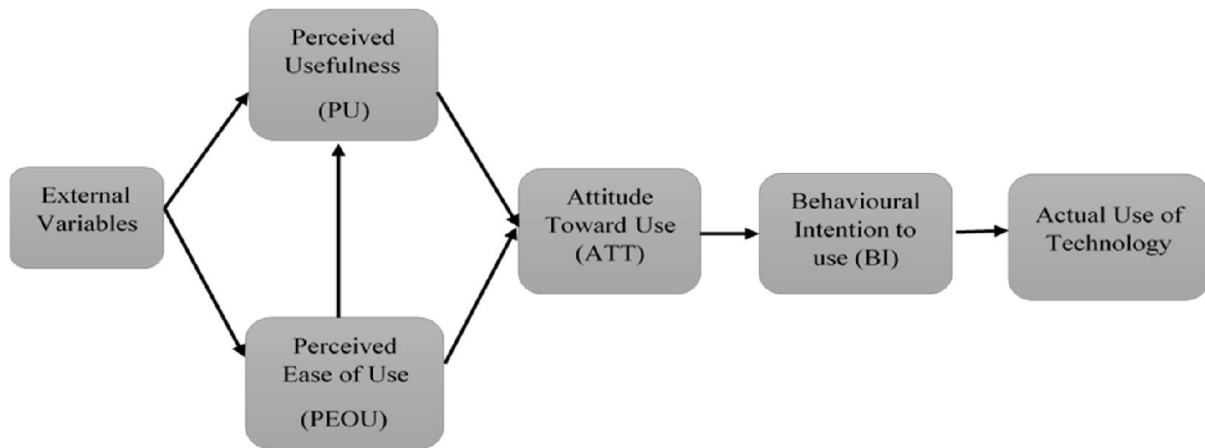 Perceived
Usefulness
(PU)
External
Variables
Perceived
Ease of Use
(PEOU)
Attitude
Toward Use
(ATT)
Behavioural
Intention to
use (BI)
Actual Use of
Technology